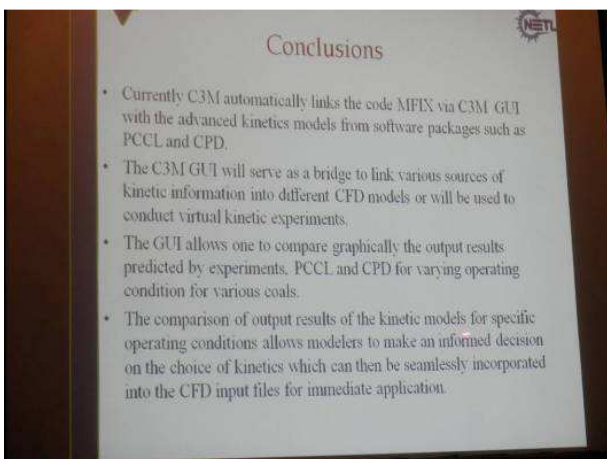 NETL
Conclusions
• Currently C3M automatically links the code MFIX via C3M GUI
with the advanced kinetics models from software packages such as
PCCL and CPD.
• The C3M GUI will serve as a bridge to link various sources of
kinetic information into different CFD models or will be used to
conduct virtual kinetic experiments.
• The GUI allows one to compare graphically the output results
predicted by experiments, PCCL and CPD for varying operating
condition for various coals.
• The comparison of output results of the kinetic models for specific
operating conditions allows modelers to make an informed decision
on the choice of kinetics which can then be seamlessly incorporated
into the CFD input files for immediate application.